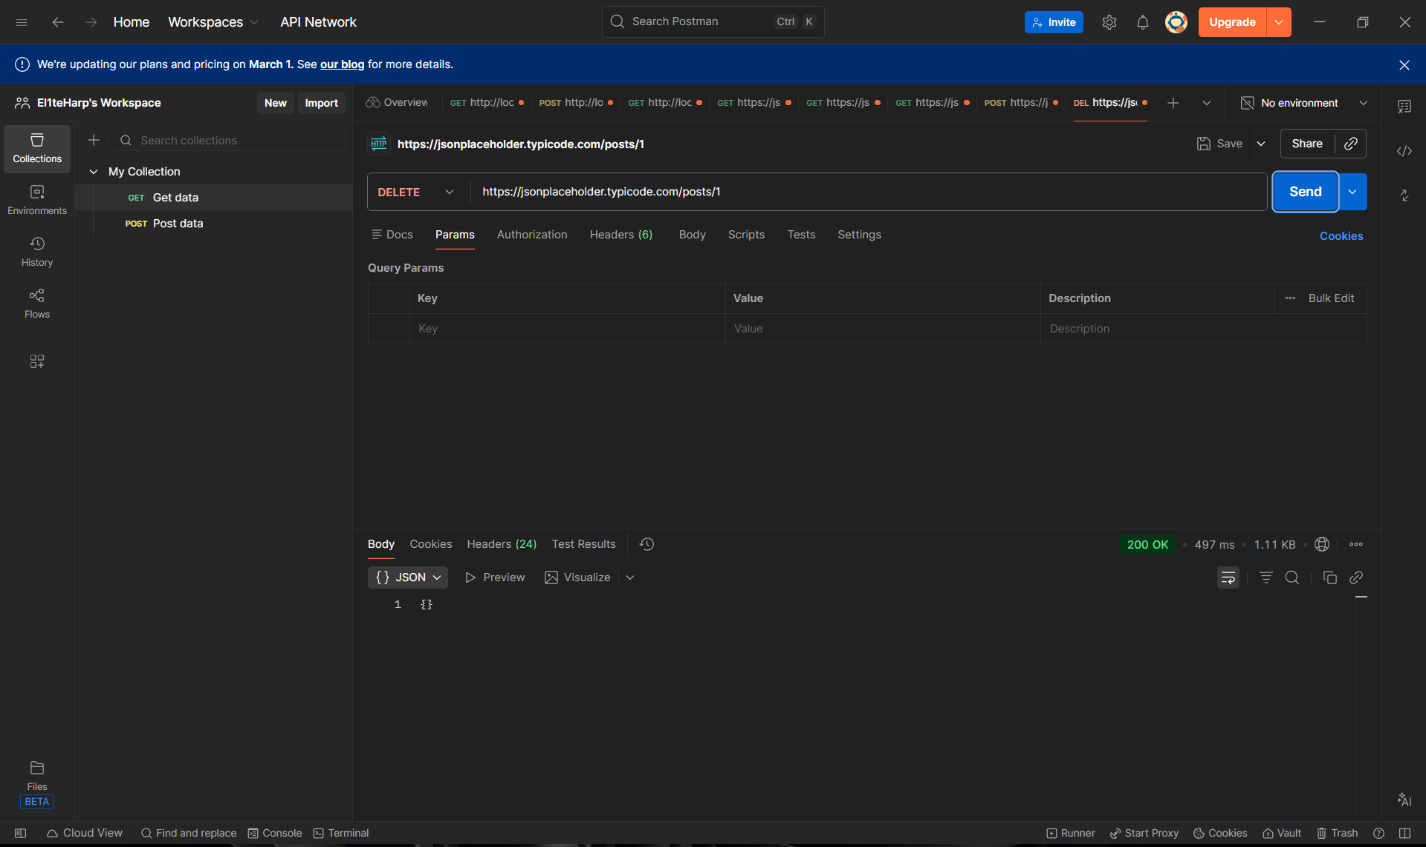 Home Workspaces API Network Search Postman Ctrl K Invite Upgrade
We're updating our plans and pricing on March 1. See our blog for more details.
El1teHarp's Workspace New Import
Overview GET http://loc POST http://lo GET http://loc GET https://js GET https://js GET https://js POST https://j DEL https://jso No environment
Collections
Environments
History
Flows
Files
BETA
Search collections
My Collection
GET Get data
POST Post data
HTTP https://jsonplaceholder.typicode.com/posts/1 Save Share
DELETE https://jsonplaceholder.typicode.com/posts/1 Send
Docs Params Authorization Headers (6) Body Scripts Tests Settings Cookies
Query Params
Key Value Description Bulk Edit
Key Value Description
Body Cookies Headers (24) Test Results 200 OK 497 ms 1.11 KB
{} JSON Preview Visualize
1 {}
AI
Cloud View Find and replace Console Terminal Runner Start Proxy Cookies Vault Trash